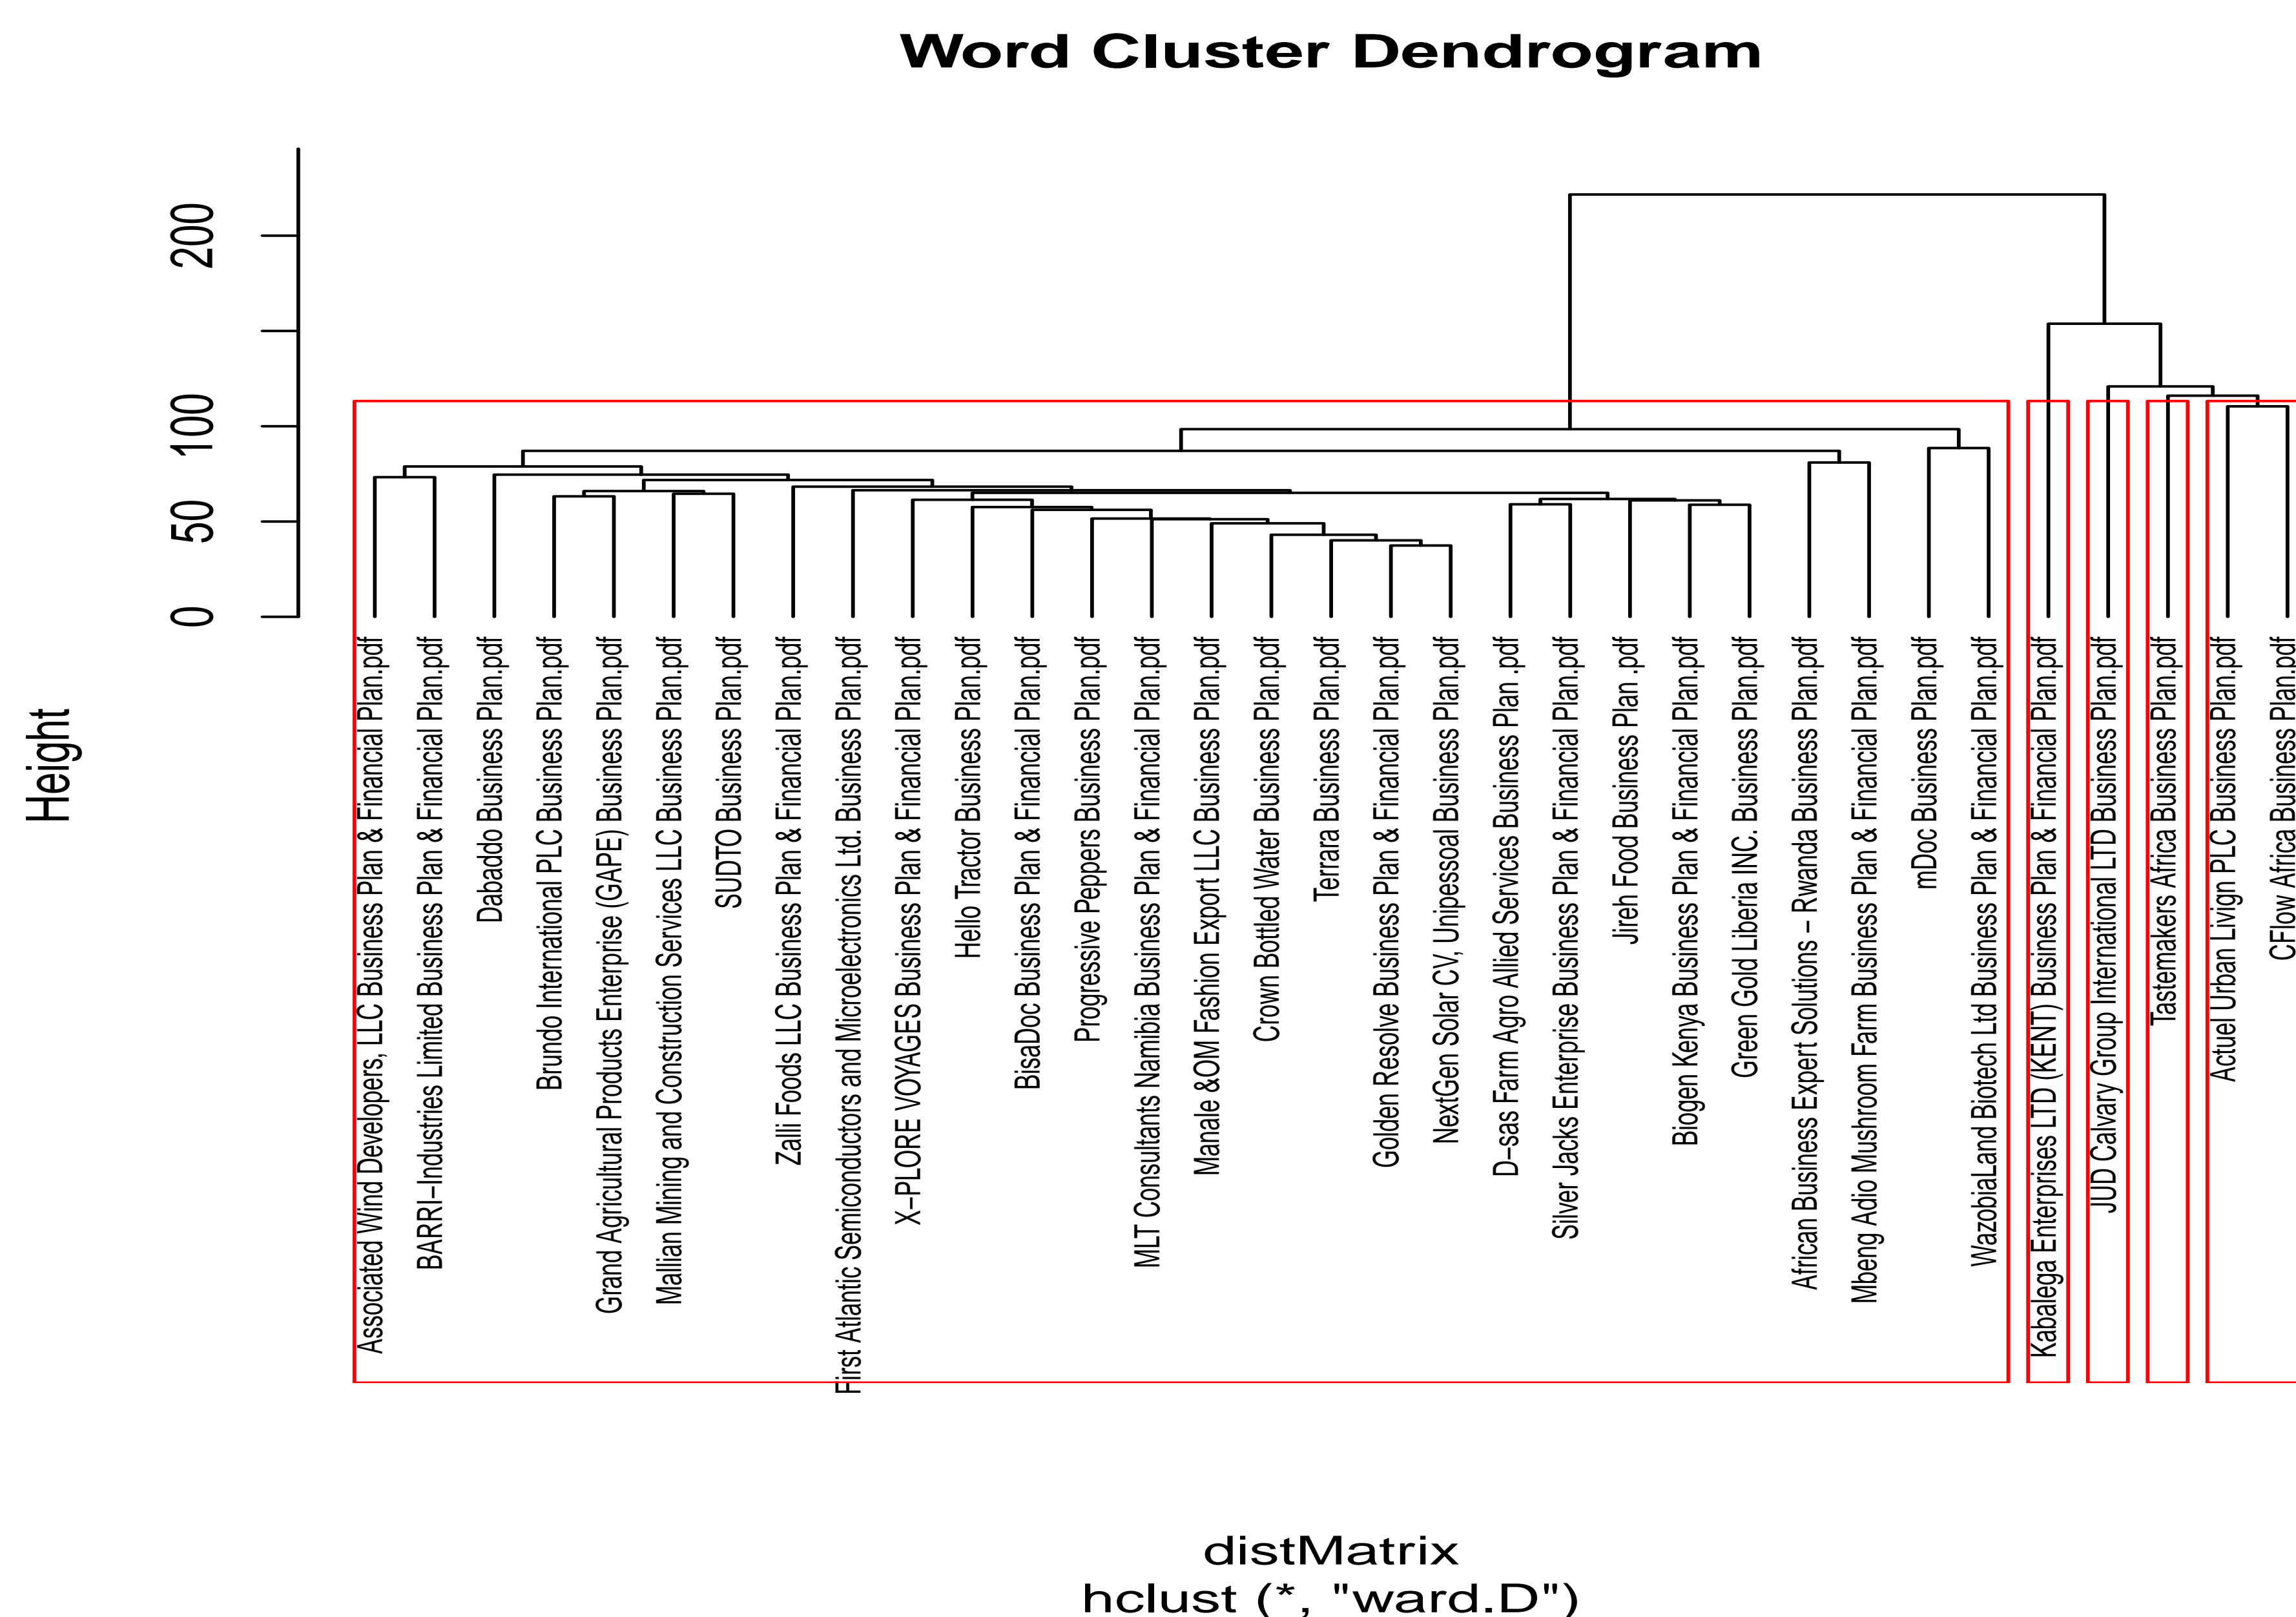 Word Cluster Dendrogram
Height
200
100
50
0
Associated Wind Developers, LLC Business Plan & Financial Plan.pdf
BARRI−Industries Limited Business Plan & Financial Plan.pdf
Dabaddo Business Plan.pdf
Brundo International PLC Business Plan.pdf
Grand Agricultural Products Enterprise (GAPE) Business Plan.pdf
Mallian Mining and Construction Services LLC Business Plan.pdf
SUDTO Business Plan.pdf
Zalli Foods LLC Business Plan & Financial Plan.pdf
First Atlantic Semiconductors and Microelectronics Ltd. Business Plan.pdf
X−PLORE VOYAGES Business Plan & Financial Plan.pdf
Hello Tractor Business Plan.pdf
BisaDoc Business Plan & Financial Plan.pdf
Progressive Peppers Business Plan.pdf
MLT Consultants Namibia Business Plan & Financial Plan.pdf
Manale &OM Fashion Export LLC Business Plan.pdf
Crown Bottled Water Business Plan.pdf
Terrara Business Plan.pdf
Golden Resolve Business Plan & Financial Plan.pdf
NextGen Solar CV, Unipessoal Business Plan.pdf
D−sas Farm Agro Allied Services Business Plan .pdf
Silver Jacks Enterprise Business Plan & Financial Plan.pdf
Jireh Food Business Plan .pdf
Biogen Kenya Business Plan & Financial Plan.pdf
Green Gold Liberia INC. Business Plan.pdf
African Business Expert Solutions − Rwanda Business Plan.pdf
Mbeng Adio Mushroom Farm Business Plan & Financial Plan.pdf
mDoc Business Plan.pdf
WazobiaLand Biotech Ltd Business Plan & Financial Plan.pdf
Kabalega Enterprises LTD (KENT) Business Plan & Financial Plan.pdf
JUD Calvary Group International LTD Business Plan.pdf
Tastemakers Africa Business Plan.pdf
Actuel Urban Livign PLC Business Plan.pdf
CFlow Africa Business Plan.pdf
distMatrix
hclust (*, "ward.D")